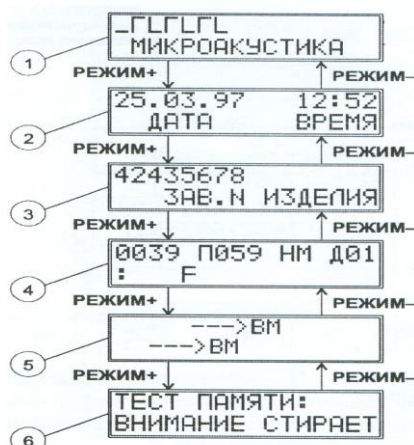 _ГLГLГLГL
1 МИКРОАКУСТИКА
РЕЖИМ+ РЕЖИМ–
25.03.97 12:52
2 ДАТА ВРЕМЯ
РЕЖИМ+ РЕЖИМ–
42435678
3 ЗАВ.N ИЗДЕЛИЯ
РЕЖИМ+ РЕЖИМ–
0039 П059 НМ Д01
4 : F
РЕЖИМ+ РЕЖИМ–
--->ВМ
5 --->ВМ
РЕЖИМ+ РЕЖИМ–
ТЕСТ ПАМЯТИ:
6 ВНИМАНИЕ СТИРАЕТ